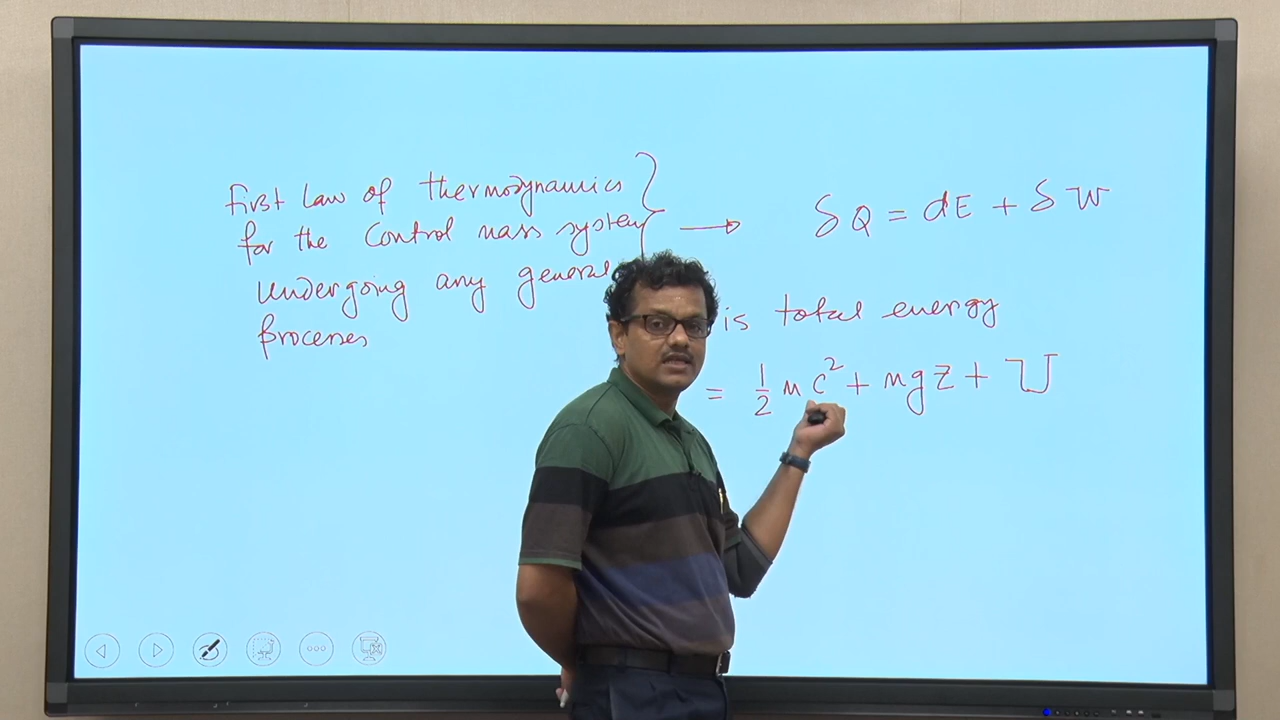 First Law of thermodynamics
for the control mass system
undergoing any general
processes
→ δQ = dE + δW
is total energy
= 1/2 mc² + mgz + U